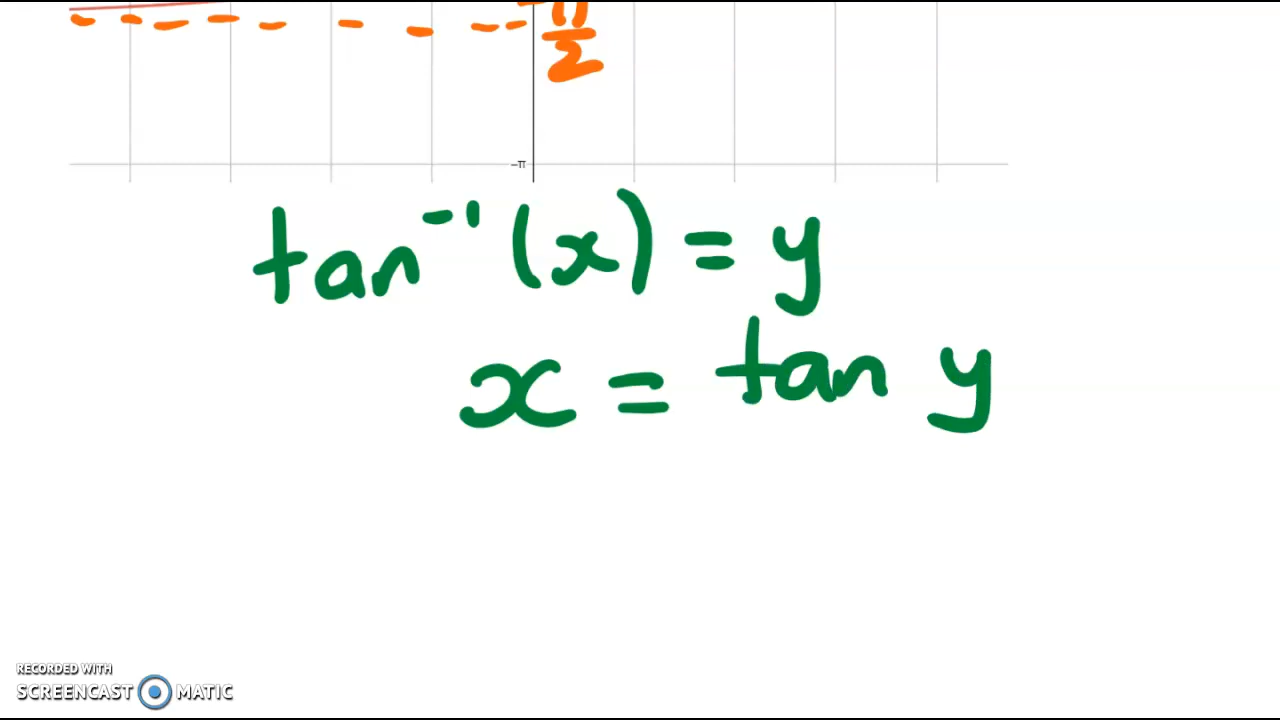 -π/2
-π
tan⁻¹(x) = y
x = tan y
RECORDED WITH
SCREENCAST MATIC